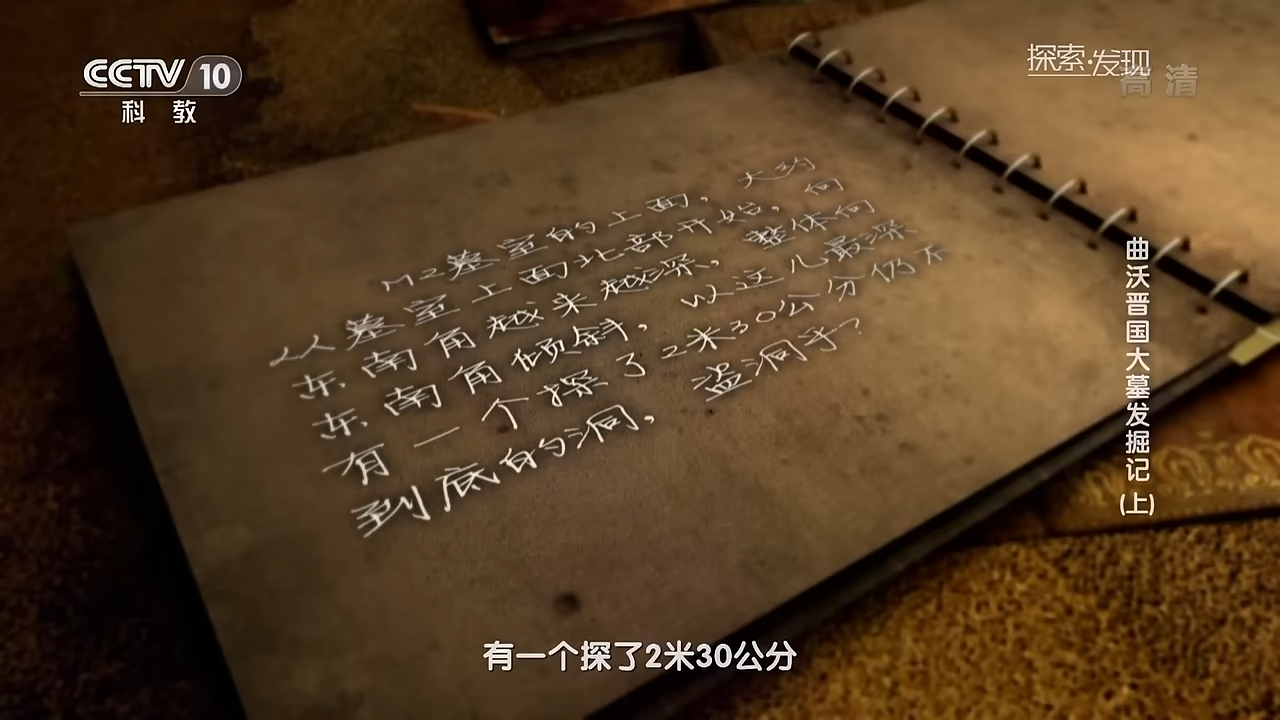 CCTV 10
科 教
探索·发现
高清
M2墓室的上面，大约
从墓室上面北部开始，向
东南角越来越深，整体向
东南角倾斜，以这儿最深
有一个探了2米30公分仍不
到底的洞，盗洞乎？
曲沃晋国大墓发掘记(上)
有一个探了2米30公分